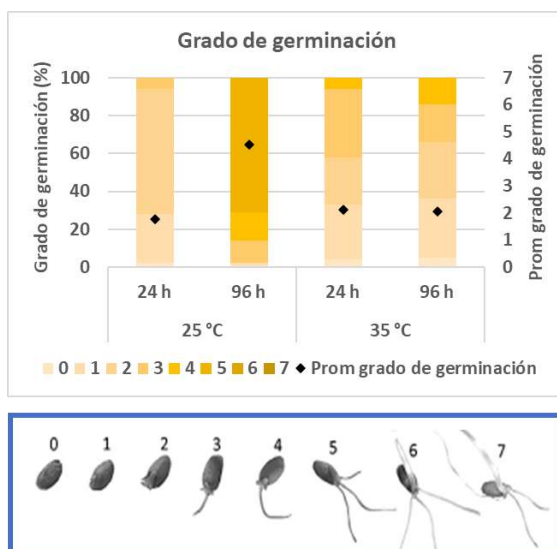 Grado de germinación
Grado de germinación (%)
100
80
60
40
20
0
7
6
5
4
3
2
1
0
Prom grado de germinación
24 h 96 h 24 h 96 h
25 °C 35 °C
0 1 2 3 4 5 6 7 Prom grado de germinación
0 1 2 3 4 5 6 7